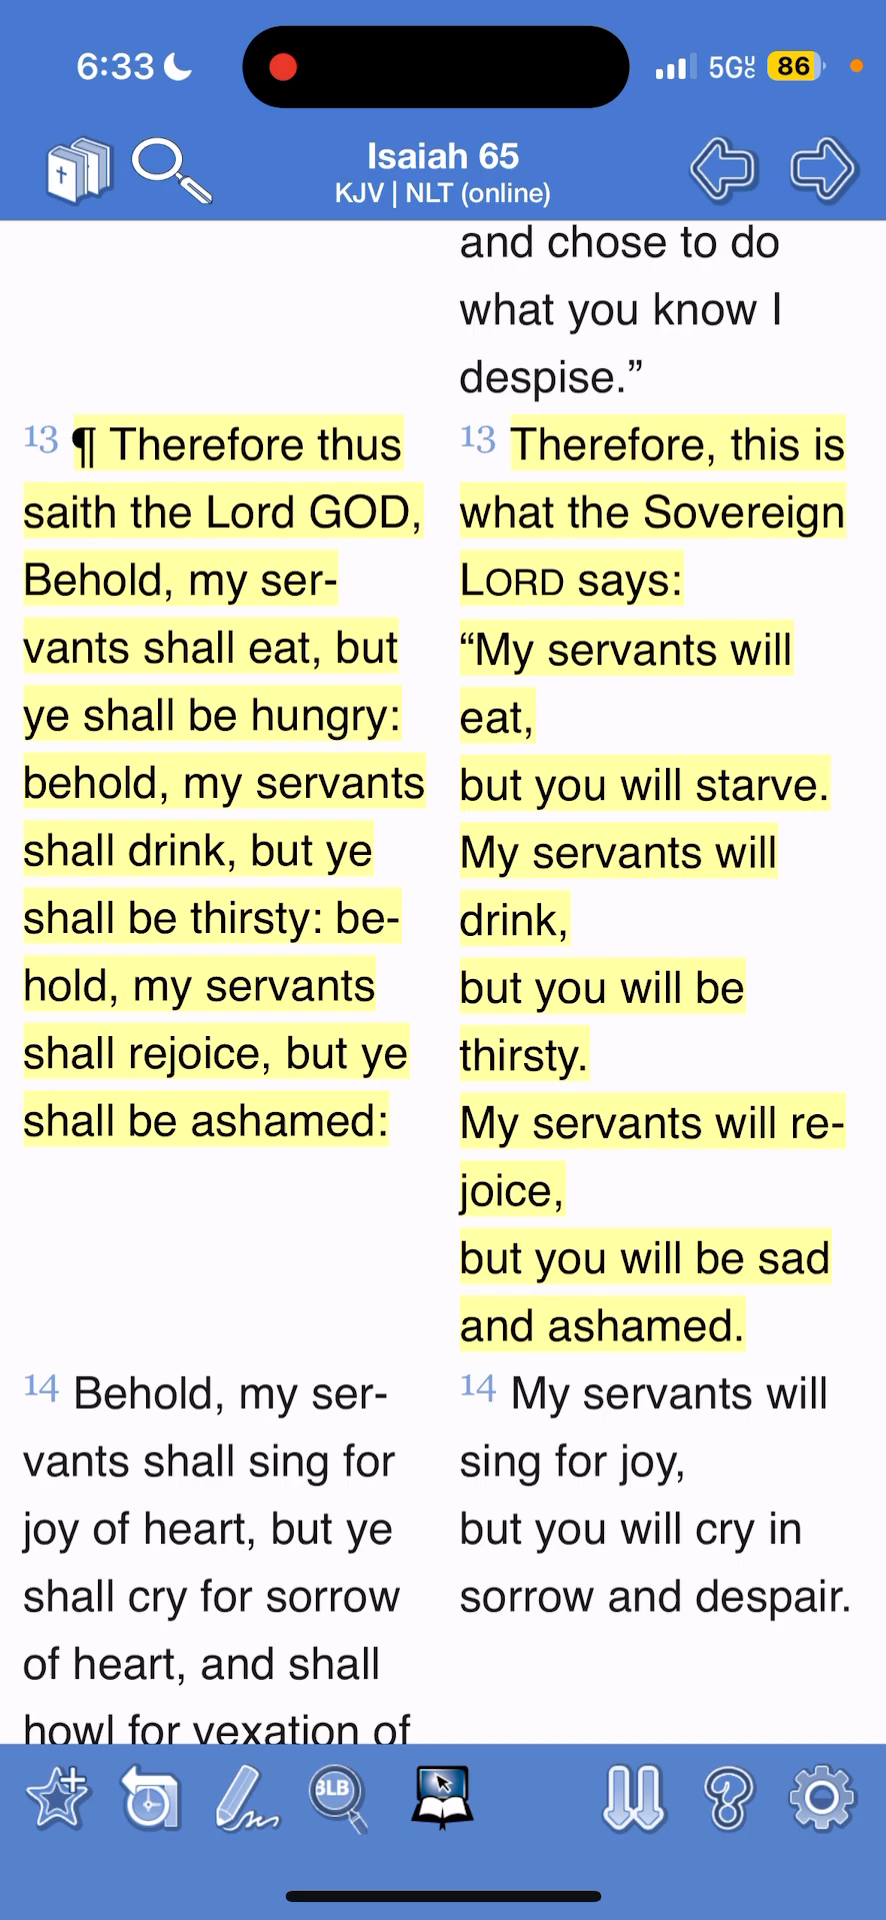 6:33
5GUC
86
Isaiah 65
KJV | NLT (online)
and chose to do
what you know I
despise.”
13 ¶ Therefore thus
saith the Lord GOD,
Behold, my ser-
vants shall eat, but
ye shall be hungry:
behold, my servants
shall drink, but ye
shall be thirsty: be-
hold, my servants
shall rejoice, but ye
shall be ashamed:
13 Therefore, this is
what the Sovereign
LORD says:
“My servants will
eat,
but you will starve.
My servants will
drink,
but you will be
thirsty.
My servants will re-
joice,
but you will be sad
and ashamed.
14 Behold, my ser-
vants shall sing for
joy of heart, but ye
shall cry for sorrow
of heart, and shall
howl for vexation of
14 My servants will
sing for joy,
but you will cry in
sorrow and despair.
BLB